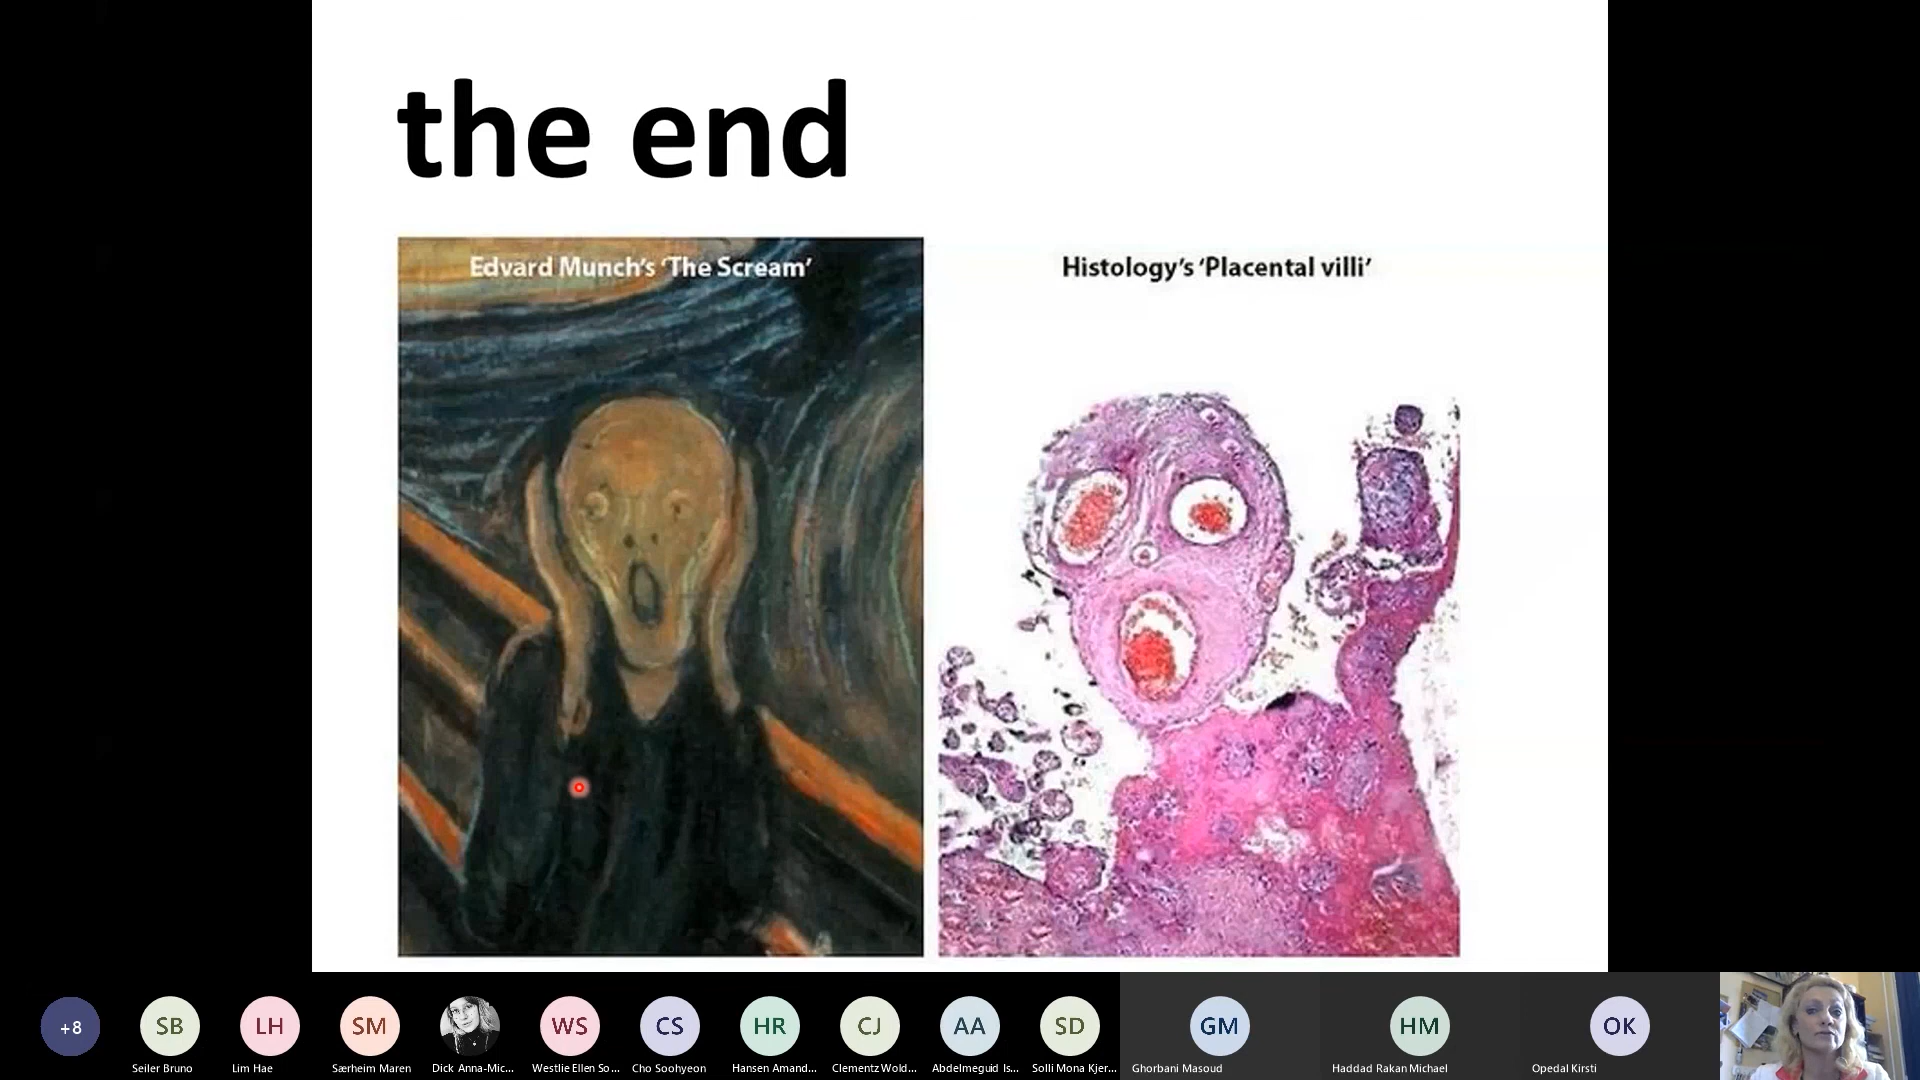 the end
Edvard Munch's 'The Scream'
Histology's 'Placental villi'
+8
SB
LH
SM
WS
CS
HR
CJ
AA
SD
GM
HM
OK
Seiler Bruno
Lim Hae
Særheim Maren
Dick Anna-Mic...
Westlie Ellen So...
Cho Soohyeon
Hansen Amand...
Clementz Wold...
Abdelmeguid Is...
Solli Mona Kjer...
Ghorbani Masoud
Haddad Rakan Michael
Opedal Kirsti